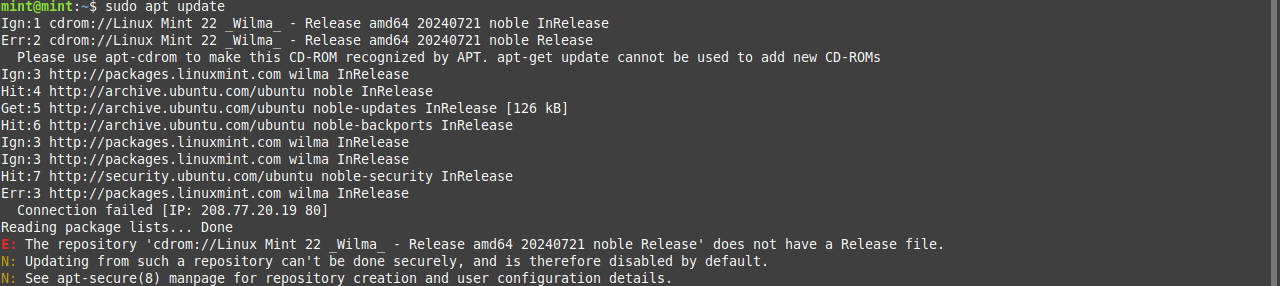 mint@mint:~$ sudo apt update
Ign:1 cdrom://Linux Mint 22 _Wilma_ - Release amd64 20240721 noble InRelease
Err:2 cdrom://Linux Mint 22 _Wilma_ - Release amd64 20240721 noble Release
  Please use apt-cdrom to make this CD-ROM recognized by APT. apt-get update cannot be used to add new CD-ROMs
Ign:3 http://packages.linuxmint.com wilma InRelease
Hit:4 http://archive.ubuntu.com/ubuntu noble InRelease
Get:5 http://archive.ubuntu.com/ubuntu noble-updates InRelease [126 kB]
Hit:6 http://archive.ubuntu.com/ubuntu noble-backports InRelease
Ign:3 http://packages.linuxmint.com wilma InRelease
Ign:3 http://packages.linuxmint.com wilma InRelease
Hit:7 http://security.ubuntu.com/ubuntu noble-security InRelease
Err:3 http://packages.linuxmint.com wilma InRelease
  Connection failed [IP: 208.77.20.19 80]
Reading package lists... Done
E: The repository 'cdrom://Linux Mint 22 _Wilma_ - Release amd64 20240721 noble Release' does not have a Release file.
N: Updating from such a repository can't be done securely, and is therefore disabled by default.
N: See apt-secure(8) manpage for repository creation and user configuration details.